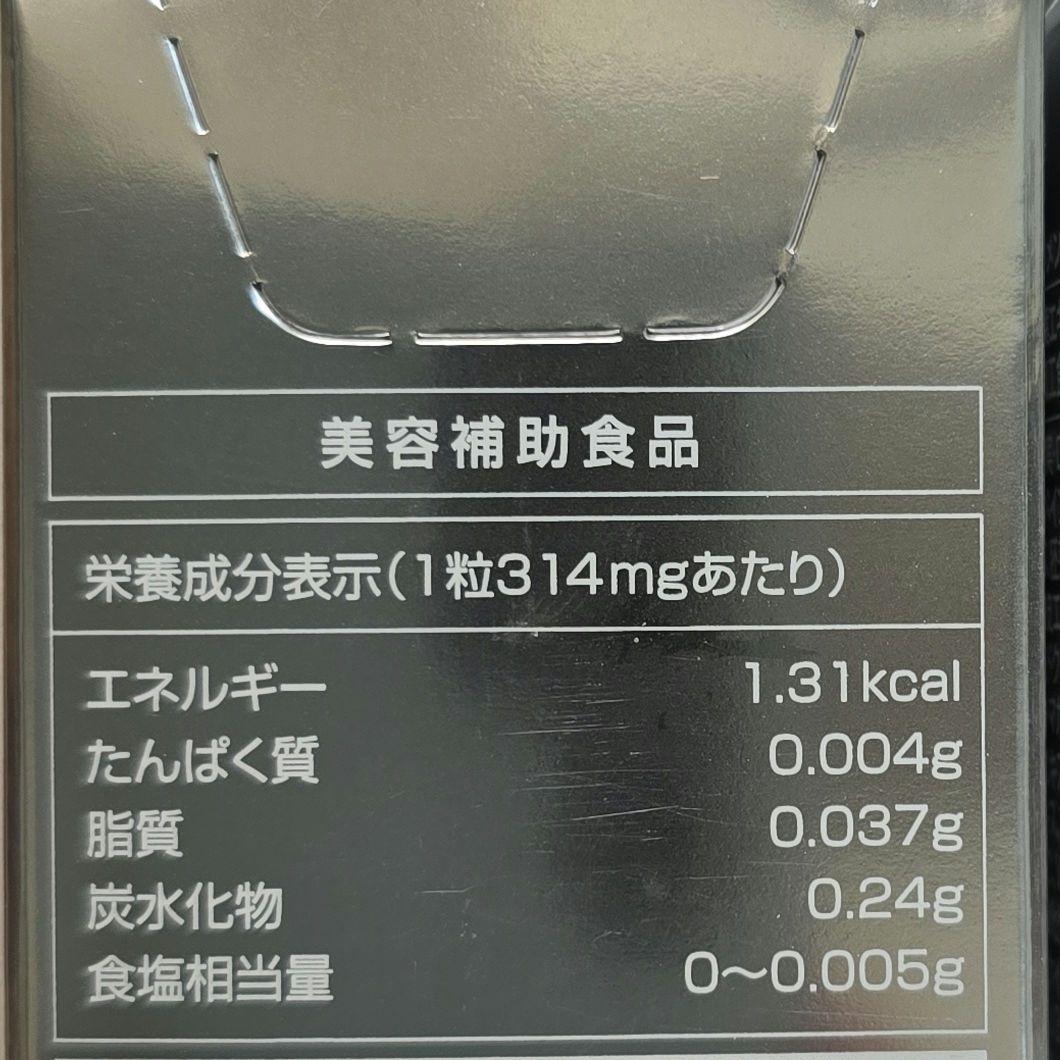 美容補助食品
栄養成分表示(1粒314mgあたり)
エネルギー 1.31kcal
たんぱく質 0.004g
脂質 0.037g
炭水化物 0.24g
食塩相当量 0〜0.005g